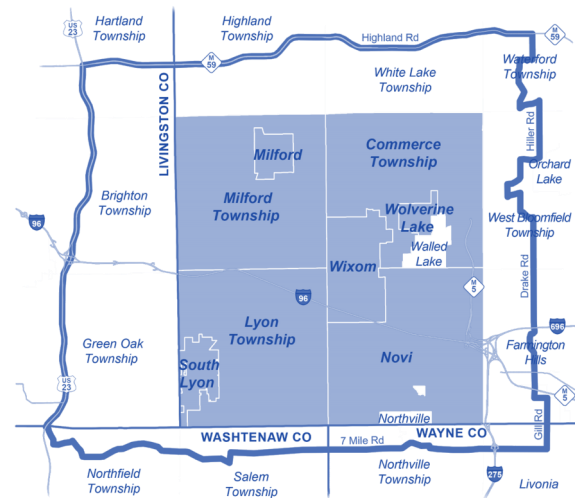 Hartland
Township
Highland
Township
US
23
M
59
Highland Rd
M
59
White Lake
Township
Waterford
Township
LIVINGSTON CO
Hiller Rd
Milford
Commerce
Township
Orchard
Lake
Brighton
Township
Milford
Township
Wolverine
Lake
West Bloomfield
Township
96
Walled
Lake
Wixom
Drake Rd
M
5
96
Lyon
Township
696
Green Oak
Township
Novi
Farmington
Hills
South
Lyon
US
23
M
5
Northville
Gill Rd
WASHTENAW CO
7 Mile Rd
WAYNE CO
Northfield
Township
Salem
Township
Northville
Township
275
Livonia